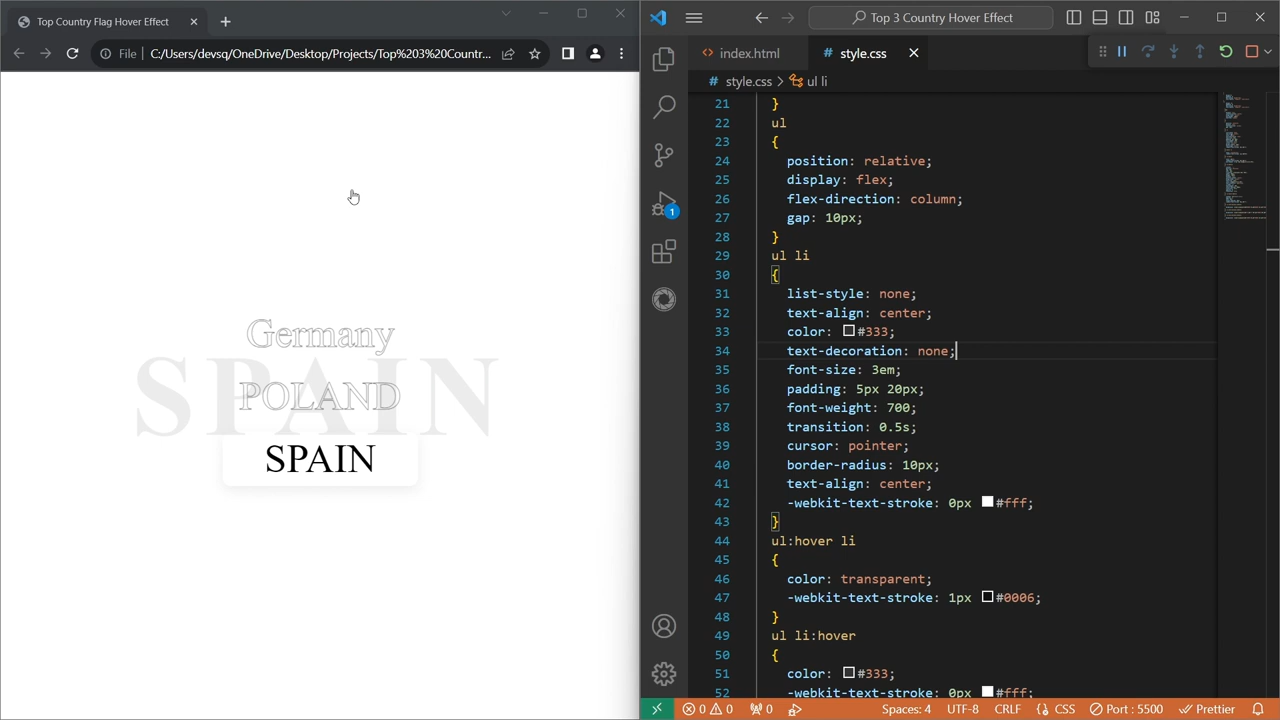 Top Country Flag Hover Effect
File C:/Users/devsq/OneDrive/Desktop/Projects/Top%203%20Countr...
Germany
SPAIN
POLAND
SPAIN
Top 3 Country Hover Effect
index.html
# style.css
# style.css > ul li
1
21 }
22 ul
23 {
24 position: relative;
25 display: flex;
26 flex-direction: column;
27 gap: 10px;
28 }
29 ul li
30 {
31 list-style: none;
32 text-align: center;
33 color: #333;
34 text-decoration: none;
35 font-size: 3em;
36 padding: 5px 20px;
37 font-weight: 700;
38 transition: 0.5s;
39 cursor: pointer;
40 border-radius: 10px;
41 text-align: center;
42 -webkit-text-stroke: 0px #fff;
43 }
44 ul:hover li
45 {
46 color: transparent;
47 -webkit-text-stroke: 1px #0006;
48 }
49 ul li:hover
50 {
51 color: #333;
52 -webkit-text-stroke: 0px #fff;
0 0 0 Spaces: 4 UTF-8 CRLF {} CSS Port : 5500 Prettier